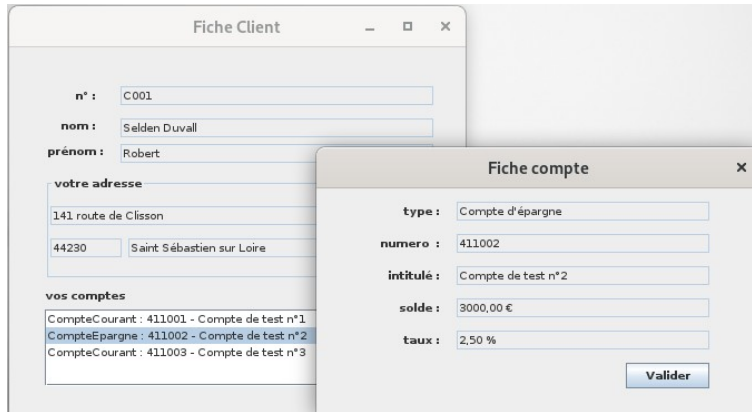 Fiche Client
n° : C001
nom : Selden Duvall
prénom : Robert
votre adresse
141 route de Clisson
44230 Saint Sébastien sur Loire
vos comptes
CompteCourant : 411001 - Compte de test n°1
CompteEpargne : 411002 - Compte de test n°2
CompteCourant : 411003 - Compte de test n°3
Fiche compte
type : Compte d'épargne
numero : 411002
intitulé : Compte de test n°2
solde : 3000,00 €
taux : 2,50 %
Valider